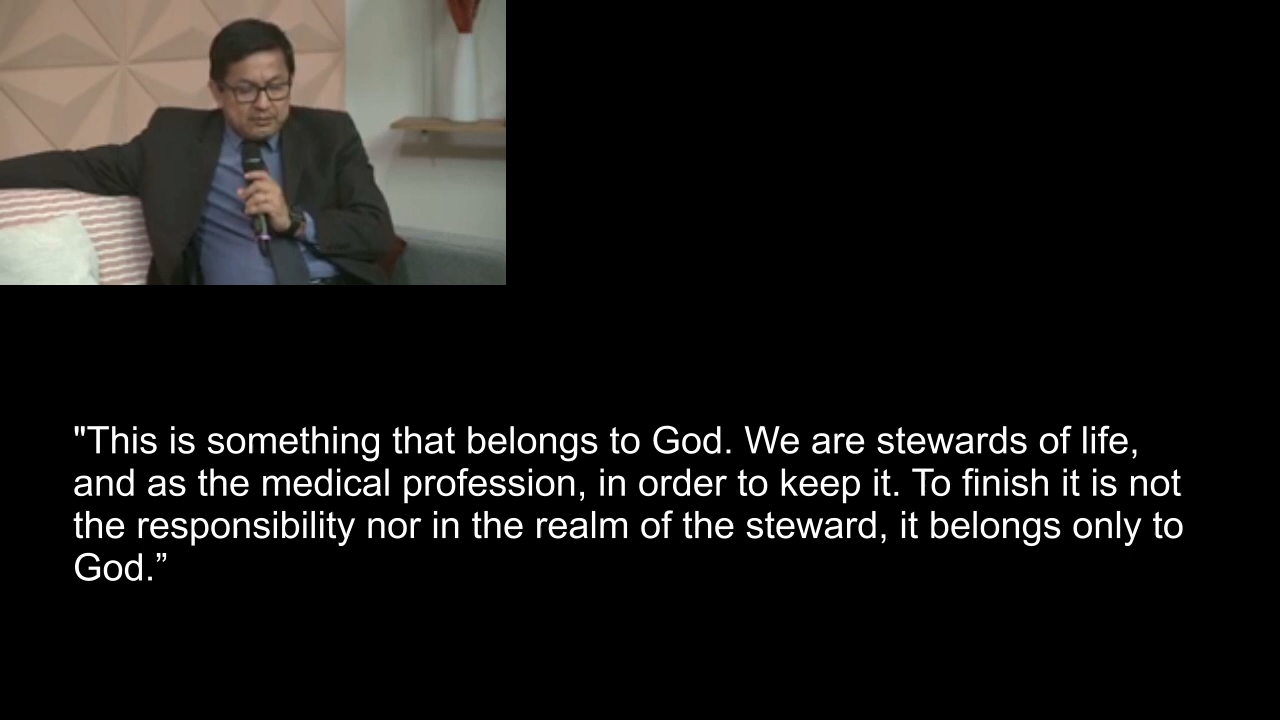 "This is something that belongs to God. We are stewards of life,
and as the medical profession, in order to keep it. To finish it is not
the responsibility nor in the realm of the steward, it belongs only to
God.”